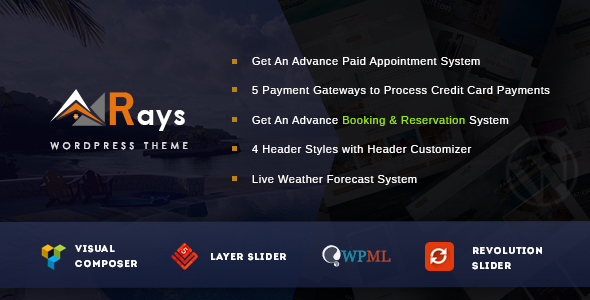 Rays
WORDPRESS THEME
Get An Advance Paid Appointment System
5 Payment Gateways to Process Credit Card Payments
Get An Advance Booking & Reservation System
4 Header Styles with Header Customizer
Live Weather Forecast System
VISUAL
COMPOSER
5
LAYER SLIDER
WPML
REVOLUTION
SLIDER